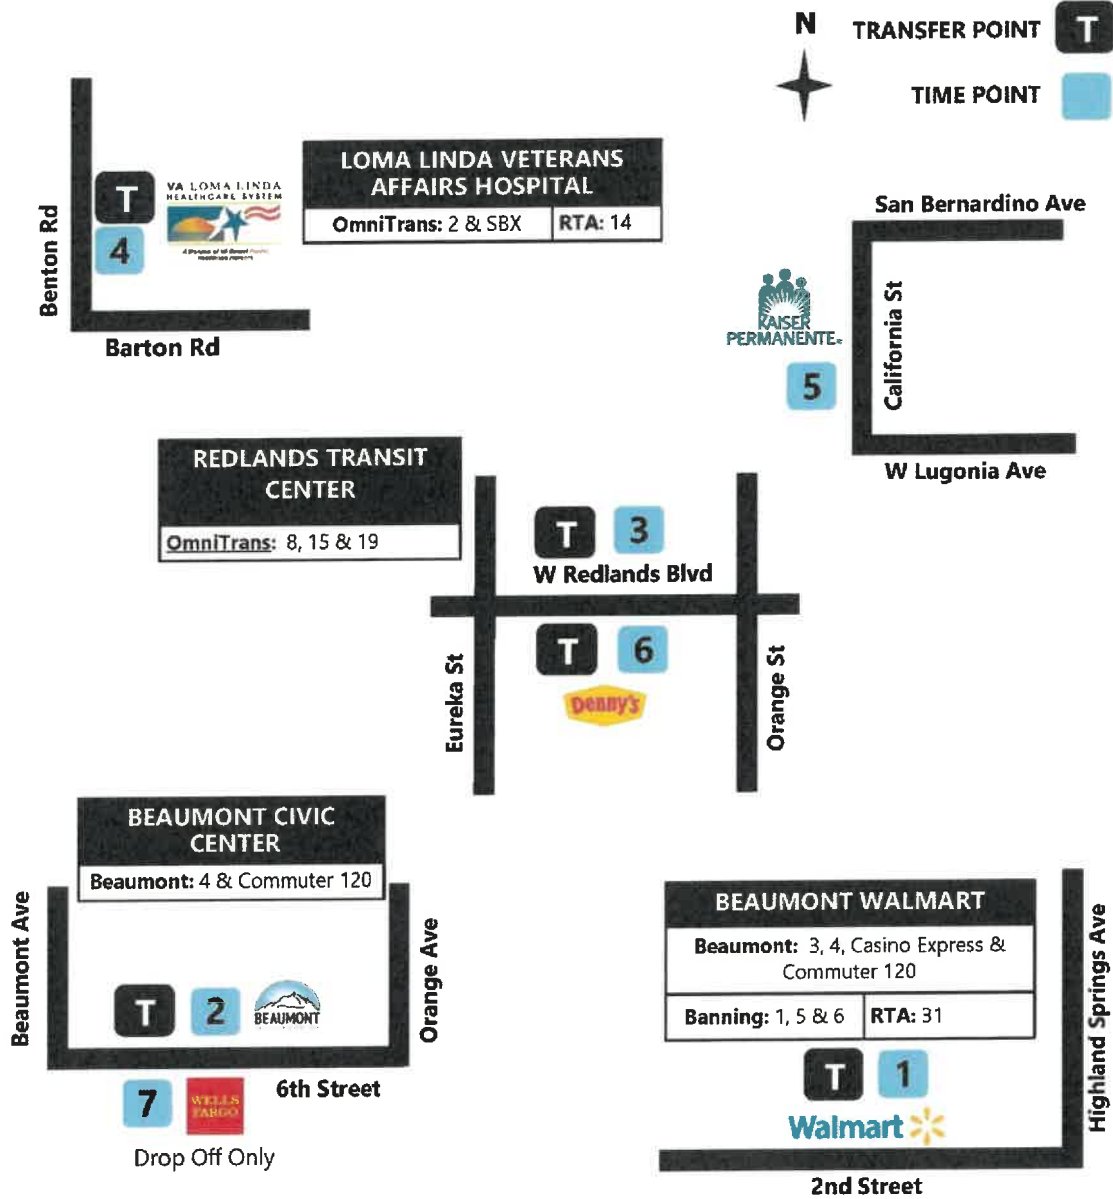 N
TRANSFER POINT T
TIME POINT
LOMA LINDA VETERANS
AFFAIRS HOSPITAL
OmniTrans: 2 & SBX RTA: 14
T
4
VA LOMA LINDA
HEALTHCARE SYSTEM
Benton Rd
Barton Rd
San Bernardino Ave
KAISER
PERMANENTE
5
California St
W Lugonia Ave
REDLANDS TRANSIT
CENTER
OmniTrans: 8, 15 & 19
T 3
W Redlands Blvd
T 6
Denny's
Eureka St
Orange St
BEAUMONT CIVIC
CENTER
Beaumont: 4 & Commuter 120
Beaumont Ave
Orange Ave
T 2
BEAUMONT
6th Street
7
WELLS
FARGO
Drop Off Only
BEAUMONT WALMART
Beaumont: 3, 4, Casino Express &
Commuter 120
Banning: 1, 5 & 6 RTA: 31
T 1
Walmart
Highland Springs Ave
2nd Street